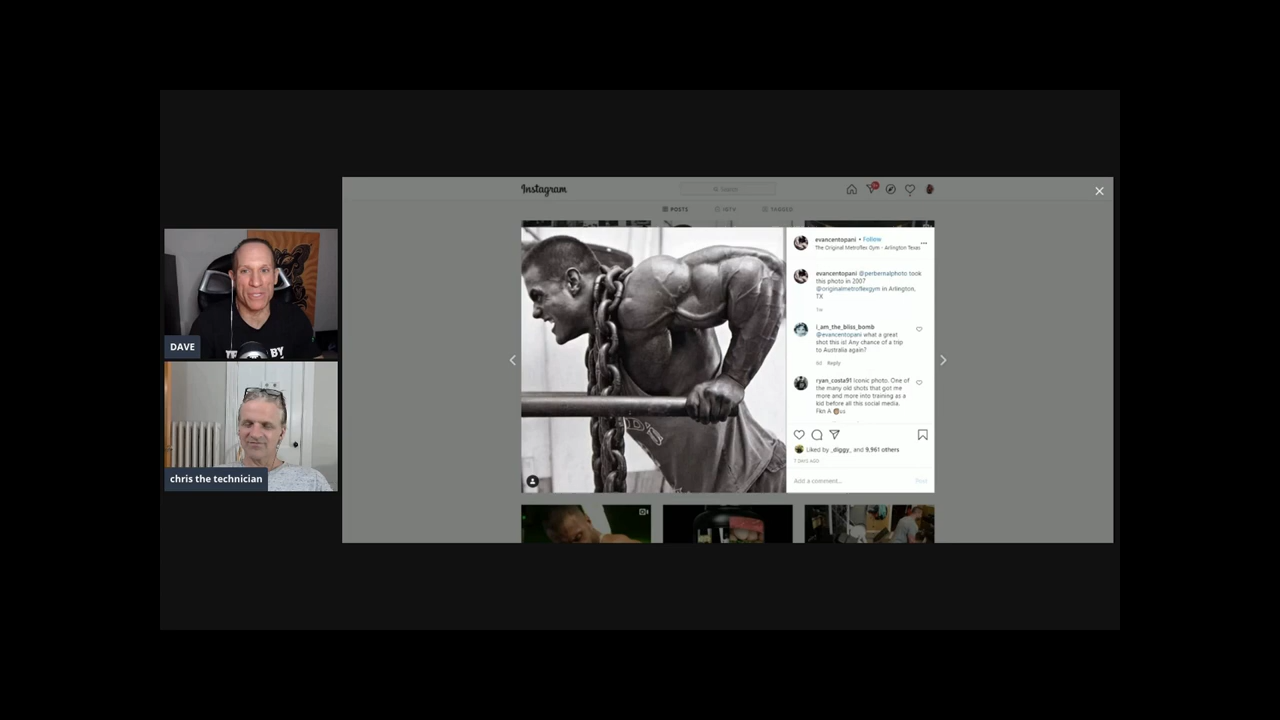 DAVE
chris the technician
Instagram
Search
POSTS
IGTV
TAGGED
evancentopani • Follow
The Original Metroflex Gym - Arlington Texas
evancentopani @perbernalphoto took
this photo in 2007
@originalmetroflexgym in Arlington,
TX
1w
i_am_the_bliss_bomb
@evancentopani what a great
shot this is! Any chance of a trip
to Australia again?
Reply
ryan_costa91 Iconic photo. One of
the many old shots that got me
more and more into training as a
kid before all this social media.
Liked by _diggy_ and 9,961 others
Add a comment...
Post